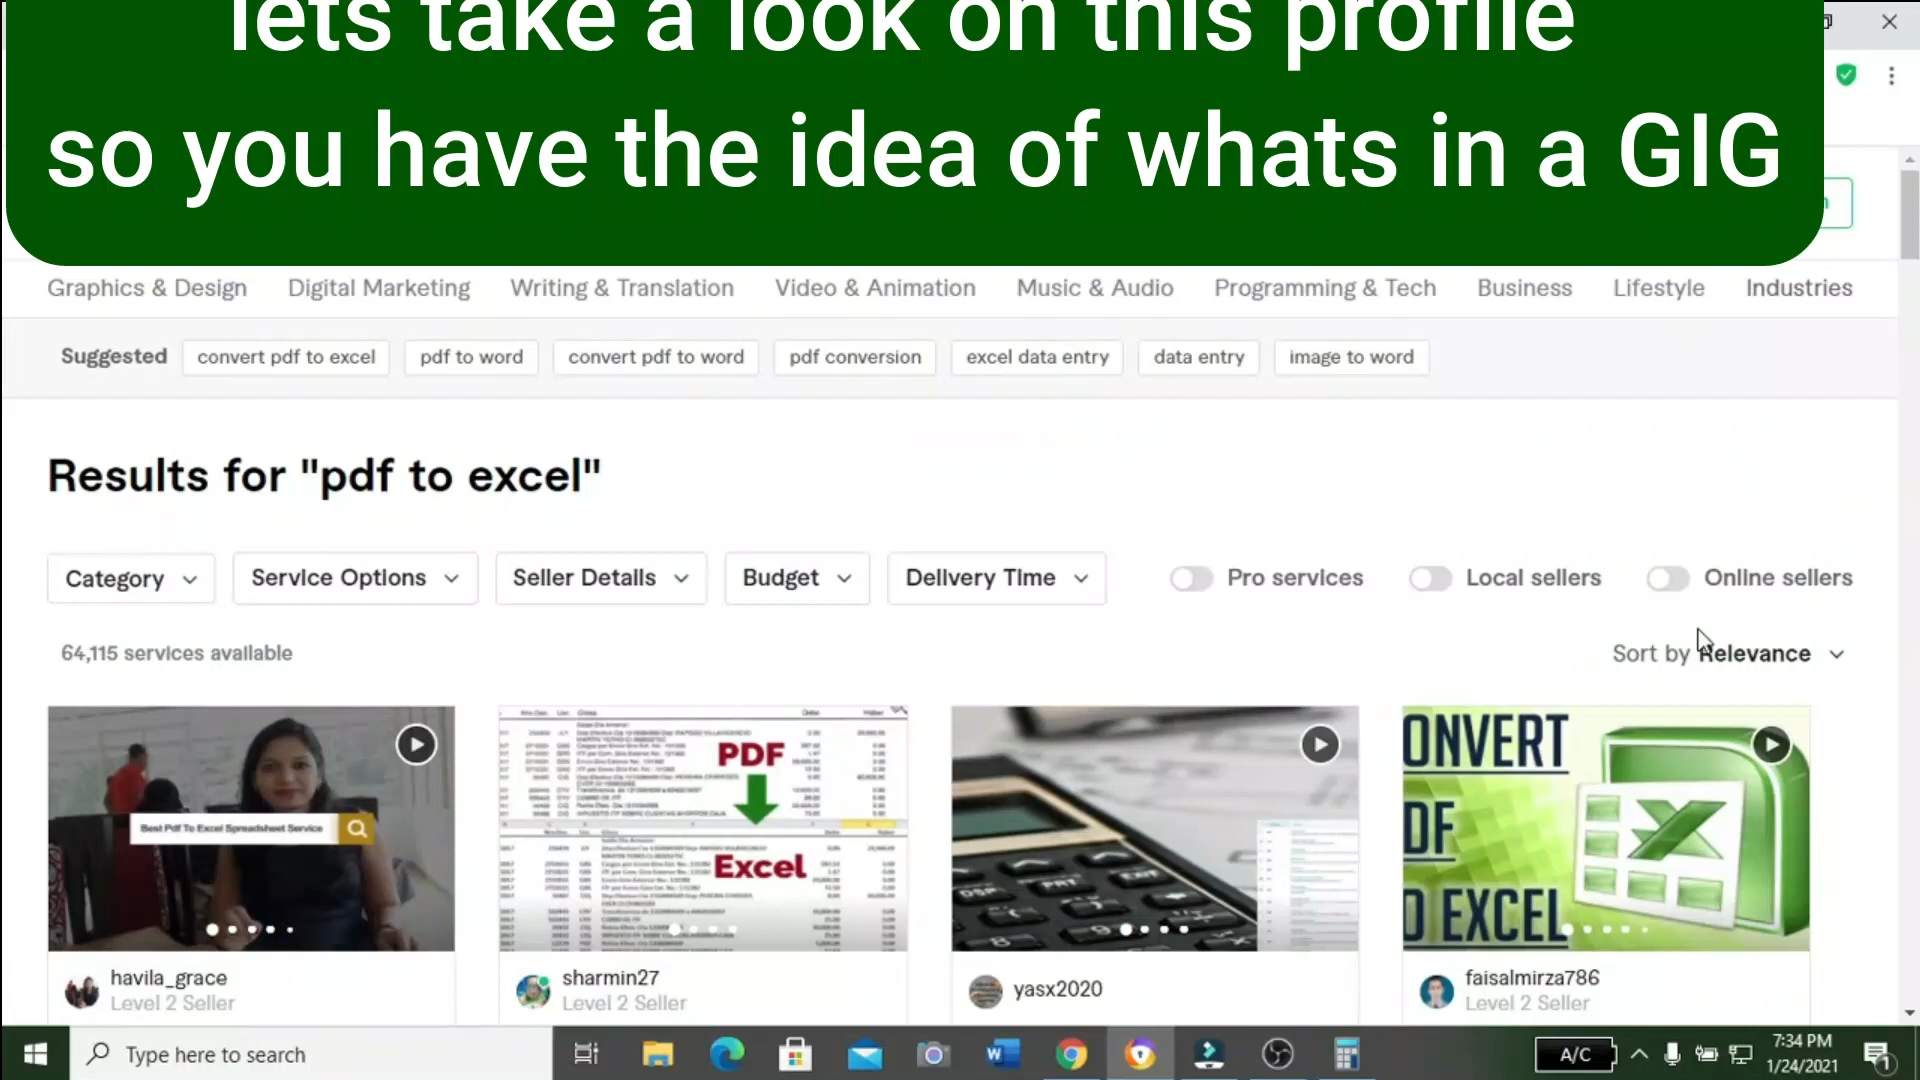 lets take a look on this profile
so you have the idea of whats in a GIG
Graphics & Design Digital Marketing Writing & Translation Video & Animation Music & Audio Programming & Tech Business Lifestyle Industries
Suggested convert pdf to excel pdf to word convert pdf to word pdf conversion excel data entry data entry image to word
Results for "pdf to excel"
Category Service Options Seller Details Budget Delivery Time Pro services Local sellers Online sellers
64,115 services available Sort by Relevance
Best Pdf To Excel Spreadsheet Service
PDF
Excel
ONVERT
DF
O EXCEL
havila_grace
Level 2 Seller
sharmin27
Level 2 Seller
yasx2020
faisalmirza786
Level 2 Seller
Type here to search
A/C
7:34 PM
1/24/2021
1